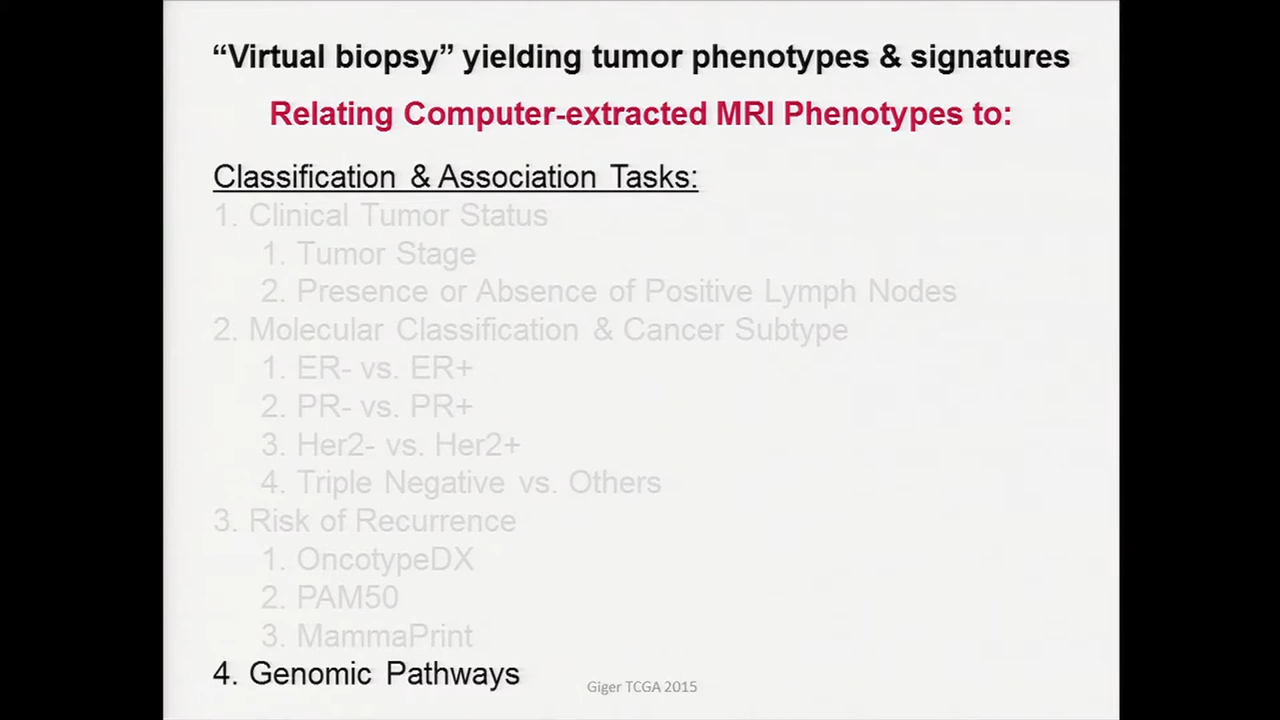 “Virtual biopsy” yielding tumor phenotypes & signatures
Relating Computer-extracted MRI Phenotypes to:
Classification & Association Tasks:
1. Clinical Tumor Status
1. Tumor Stage
2. Presence or Absence of Positive Lymph Nodes
2. Molecular Classification & Cancer Subtype
1. ER- vs. ER+
2. PR- vs. PR+
3. Her2- vs. Her2+
4. Triple Negative vs. Others
3. Risk of Recurrence
1. OncotypeDX
2. PAM50
3. MammaPrint
4. Genomic Pathways
Giger TCGA 2015